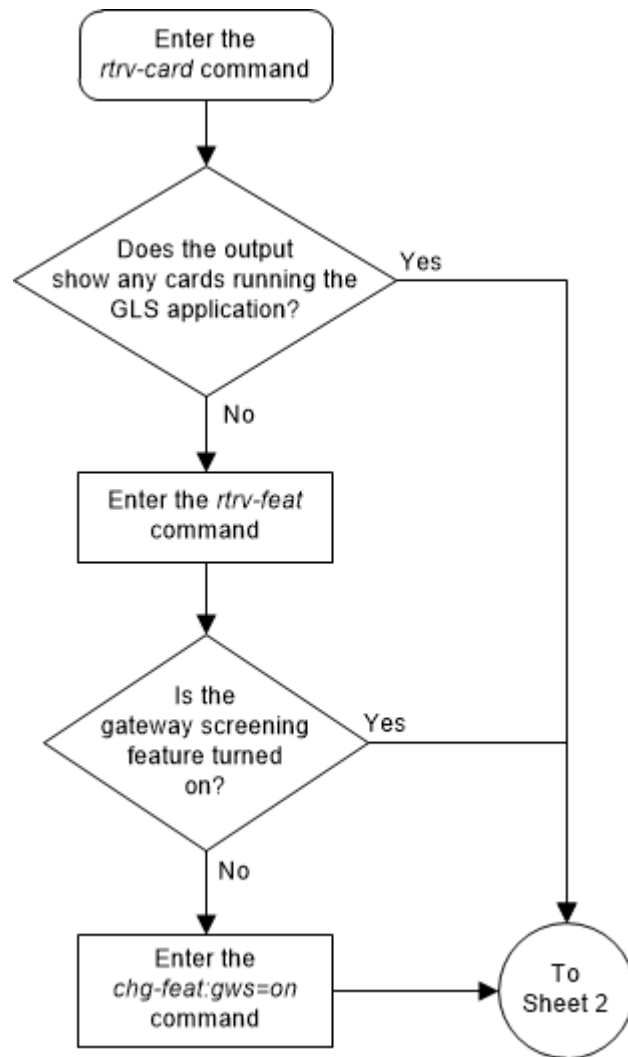 Enter the
rtrv-card command
Does the output
show any cards running the
GLS application?
Yes
No
Enter the rtrv-feat
command
Is the
gateway screening
feature turned
on?
Yes
No
Enter the
chg-feat:gws=on
command
To
Sheet 2